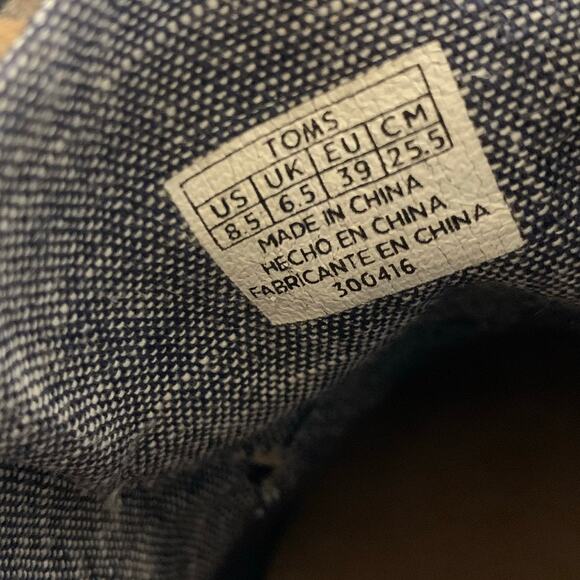 TOMS
US UK EU CM
8.5 6.5 39 25.5
MADE IN CHINA
HECHO EN CHINA
FABRICANTE EN CHINA
300416